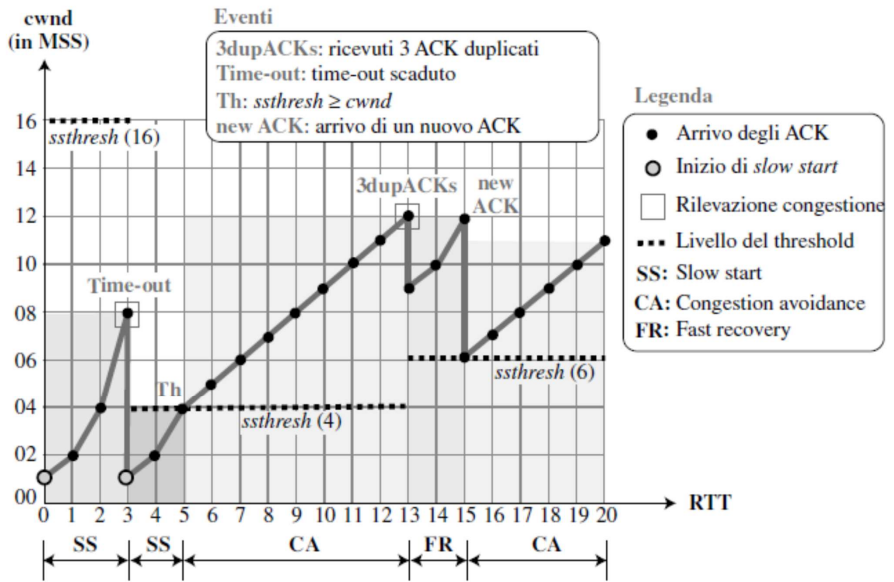 cwnd
(in MSS)
Eventi
3dupACKs: ricevuti 3 ACK duplicati
Time-out: time-out scaduto
Th: ssthresh ≥ cwnd
new ACK: arrivo di un nuovo ACK
Legenda
Arrivo degli ACK
Inizio di slow start
Rilevazione congestione
Livello del threshold
SS: Slow start
CA: Congestion avoidance
FR: Fast recovery
16
14
12
10
08
06
04
02
00
ssthresh (16)
3dupACKs
new
ACK
Time-out
Th
ssthresh (4)
ssthresh (6)
0 1 2 3 4 5 6 7 8 9 10 11 12 13 14 15 16 17 18 19 20
RTT
SS SS CA FR CA